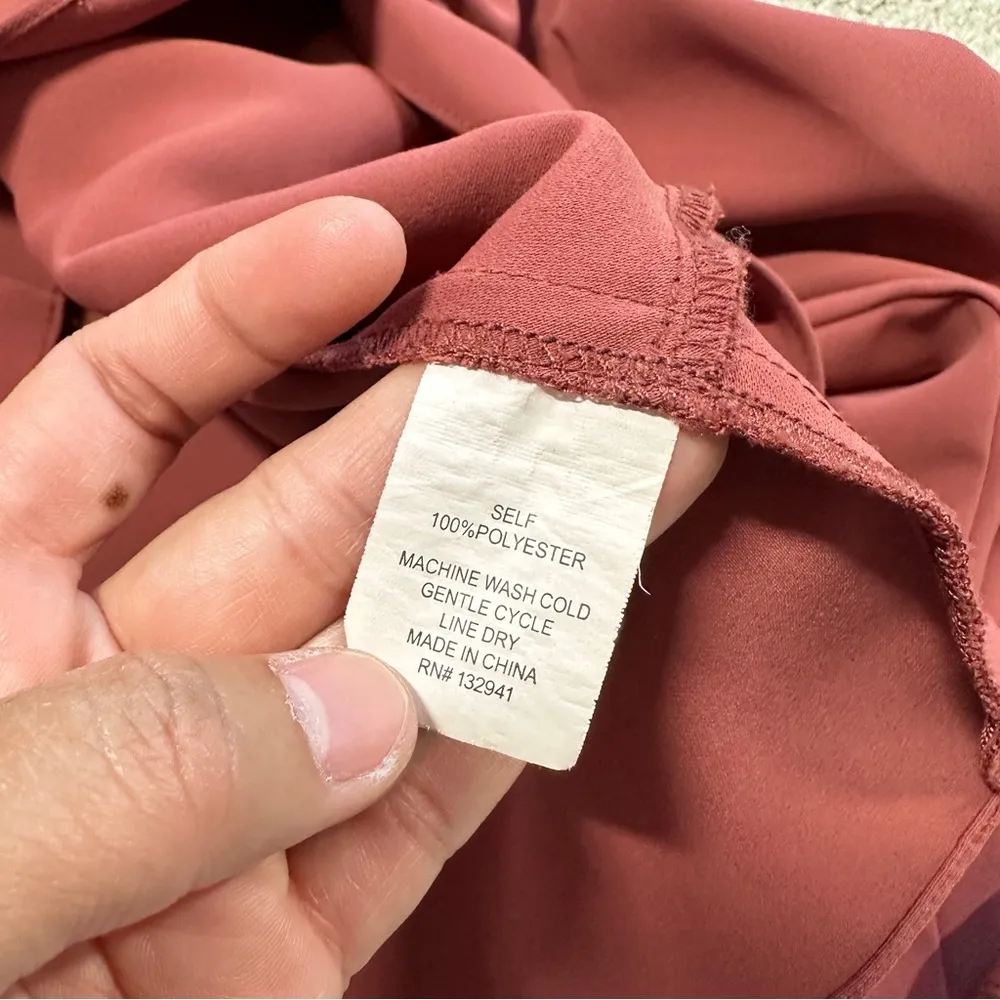 SELF
100%POLYESTER
MACHINE WASH COLD
GENTLE CYCLE
LINE DRY
MADE IN CHINA
RN# 132941